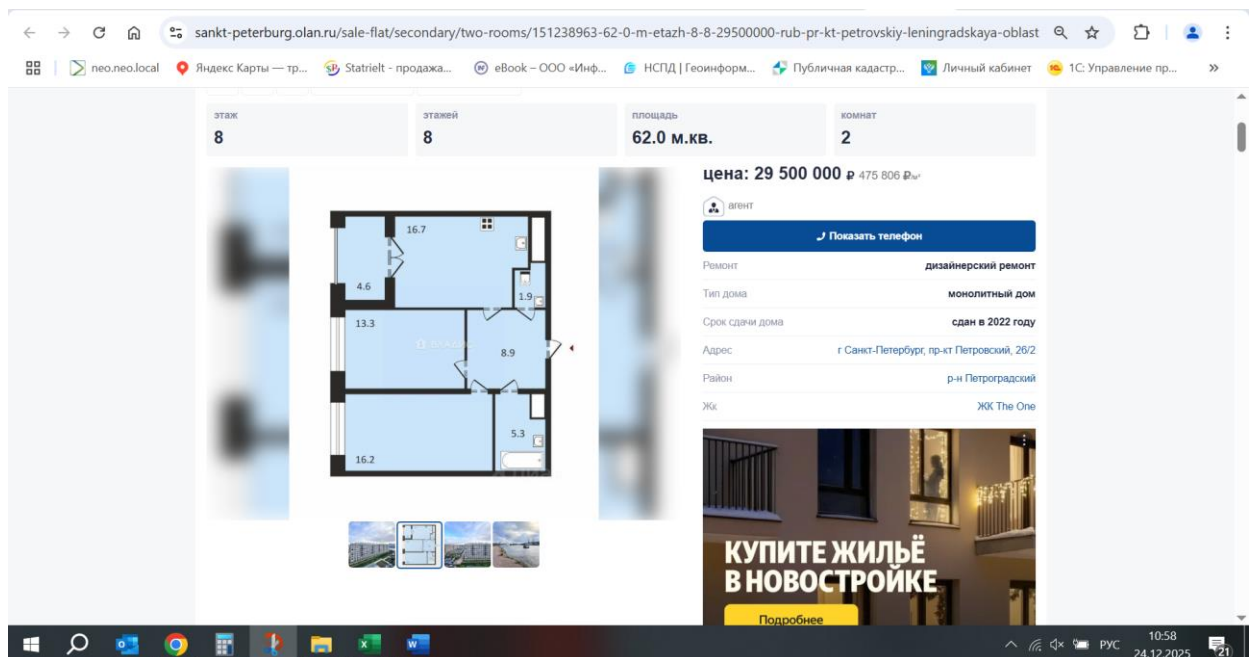 sankt-peterburg.olan.ru/sale-flat/secondary/two-rooms/151238963-62-0-m-etazh-8-8-29500000-rub-pr-kt-petrovskiy-leningradskaya-oblast
neo.neo.local Яндекс Карты — тр... Statrielt - продажа... eBook – ООО «Инф... НСПД | Геоинформ... Публичная кадастр... Личный кабинет 1С: Управление пр... »
этаж этажей площадь комнат
8 8 62.0 м.кв. 2
цена: 29 500 000 ₽ 475 806 ₽/м²
агент
Показать телефон
Ремонт дизайнерский ремонт
Тип дома монолитный дом
Срок сдачи дома сдан в 2022 году
Адрес г Санкт-Петербург, пр-кт Петровский, 26/2
Район р-н Петроградский
Жк ЖК The One
16.7
4.6
1.9
13.3
8.9
5.3
16.2
КУПИТЕ ЖИЛЬЁ
В НОВОСТРОЙКЕ
Подробнее
РУС 10:58
24.12.2025 21